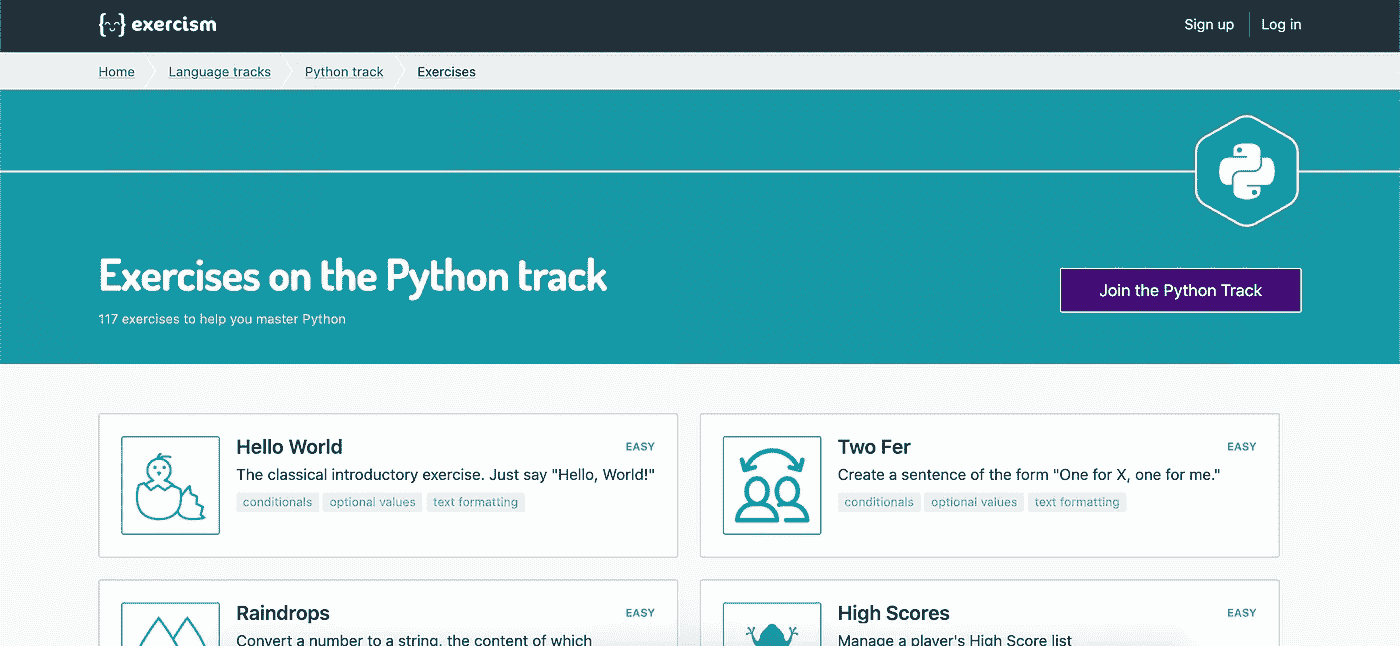 exercism
Sign up
Log in
Home
Language tracks
Python track
Exercises
Exercises on the Python track
117 exercises to help you master Python
Join the Python Track
Hello World
EASY
The classical introductory exercise. Just say "Hello, World!"
conditionals
optional values
text formatting
Two Fer
EASY
Create a sentence of the form "One for X, one for me."
conditionals
optional values
text formatting
Raindrops
EASY
Convert a number to a string, the content of which
High Scores
EASY
Manage a player's High Score list